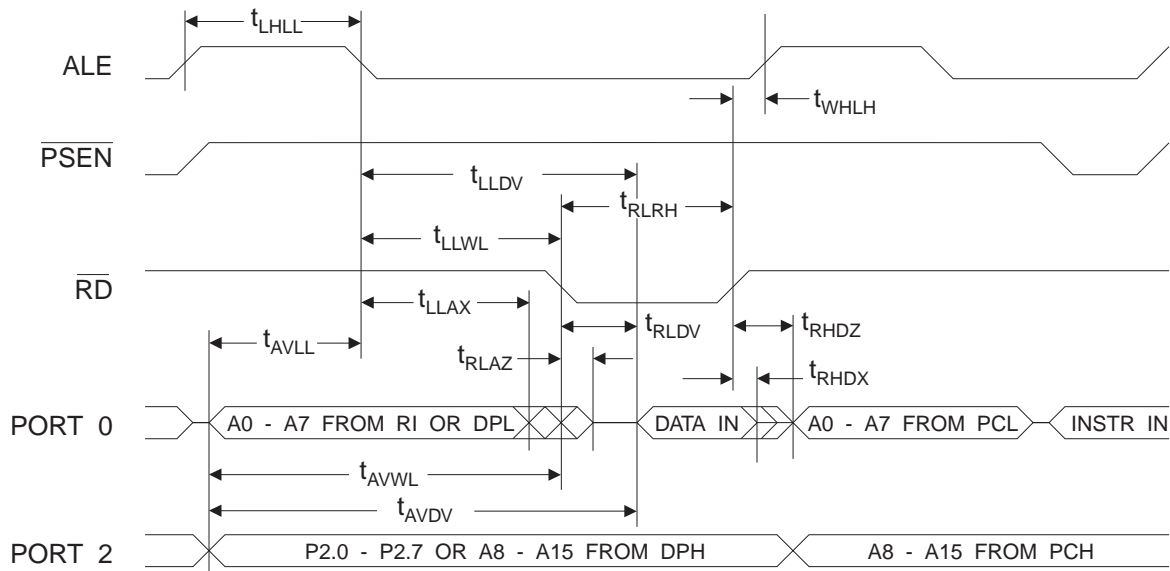 tLHLL
ALE
tWHLH
PSEN
tLLDV
tRLRH
tLLWL
RD
tLLAX
tRHDZ
tRLDV
tAVLL
tRLAZ
tRHDX
PORT 0
A0 - A7 FROM RI OR DPL
DATA IN
A0 - A7 FROM PCL
INSTR IN
tAVWL
tAVDV
PORT 2
P2.0 - P2.7 OR A8 - A15 FROM DPH
A8 - A15 FROM PCH